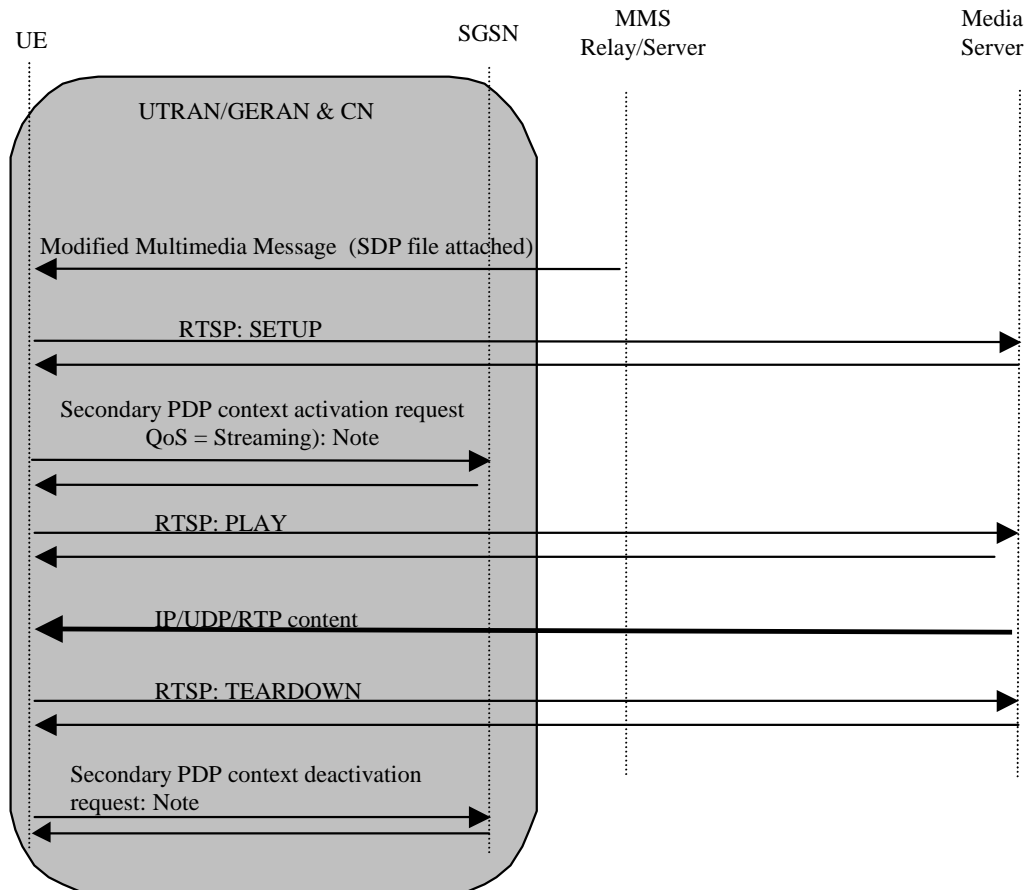 UE
SGSN
MMS
Relay/Server
Media
Server
UTRAN/GERAN & CN
Modified Multimedia Message (SDP file attached)
RTSP: SETUP
Secondary PDP context activation request
QoS = Streaming): Note
RTSP: PLAY
IP/UDP/RTP content
RTSP: TEARDOWN
Secondary PDP context deactivation
request: Note